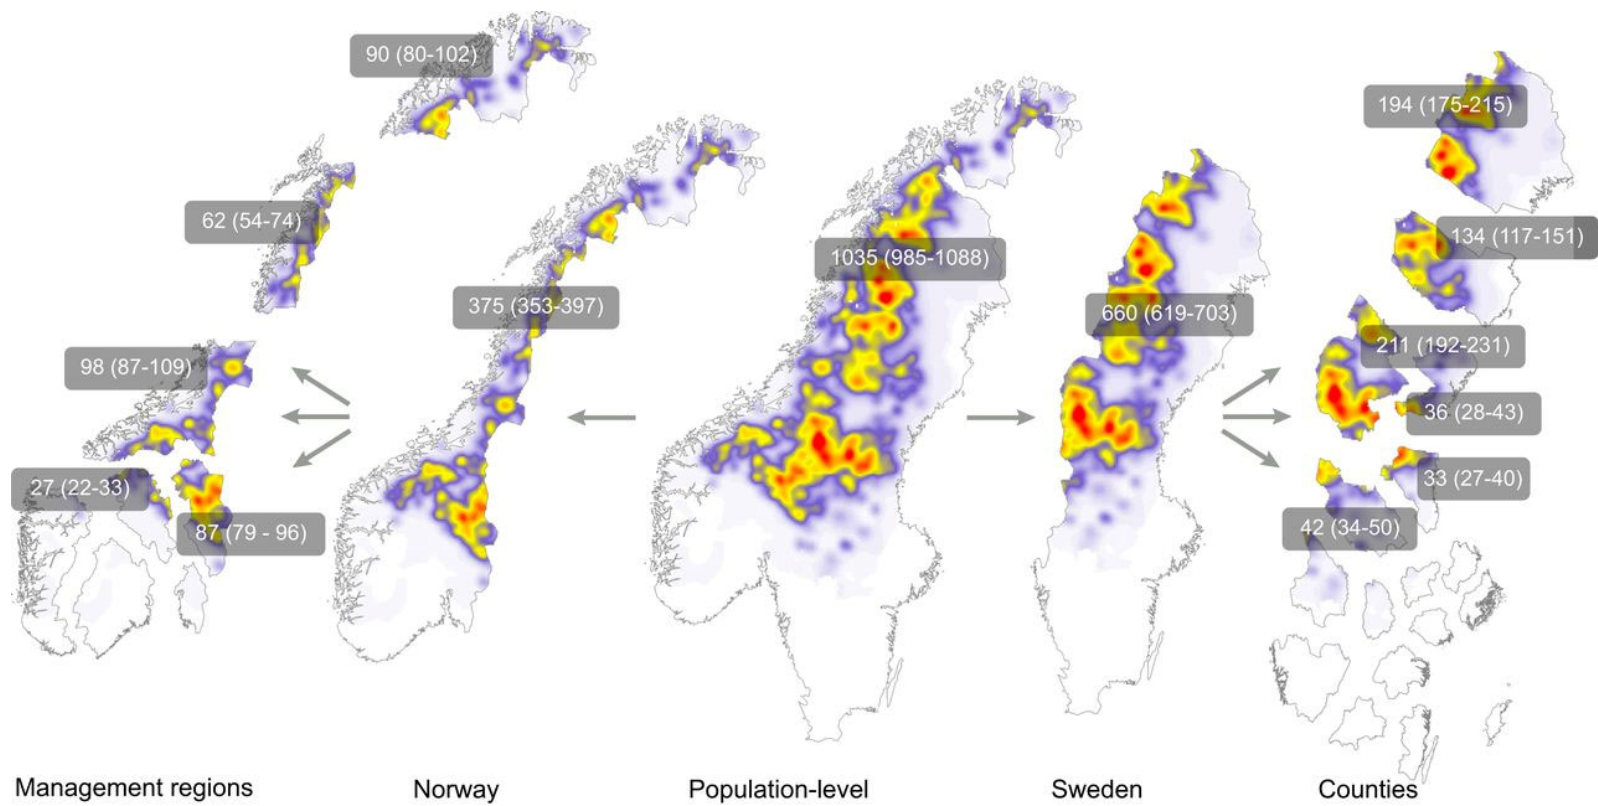 90 (80-102)
62 (54-74)
98 (87-109)
27 (22-33)
87 (79 - 96)
375 (353-397)
1035 (985-1088)
660 (619-703)
194 (175-215)
134 (117-151)
211 (192-231)
36 (28-43)
33 (27-40)
42 (34-50)
Management regions
Norway
Population-level
Sweden
Counties